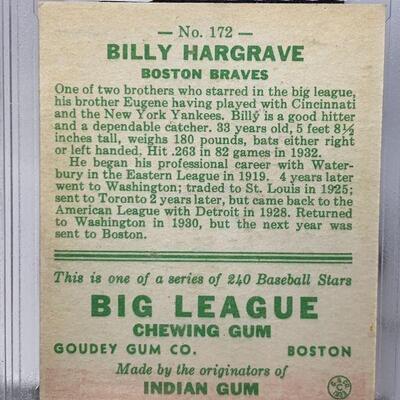 — No. 172 —
BILLY HARGRAVE
BOSTON BRAVES
One of two brothers who starred in the big league,
his brother Eugene having played with Cincinnati
and the New York Yankees. Billy is a good hitter
and a dependable catcher. 33 years old, 5 feet 8½
inches tall, weighs 180 pounds, bats either right
or left handed. Hit .263 in 82 games in 1932.
He began his professional career with Water-
bury in the Eastern League in 1919. 4 years later
went to Washington; traded to St. Louis in 1925;
sent to Toronto 2 years later, but came back to the
American League with Detroit in 1928. Returned
to Washington in 1930, but the next year was
sent to Boston.
This is one of a series of 240 Baseball Stars
BIG LEAGUE
CHEWING GUM
GOUDEY GUM CO. BOSTON
Made by the originators of
INDIAN GUM